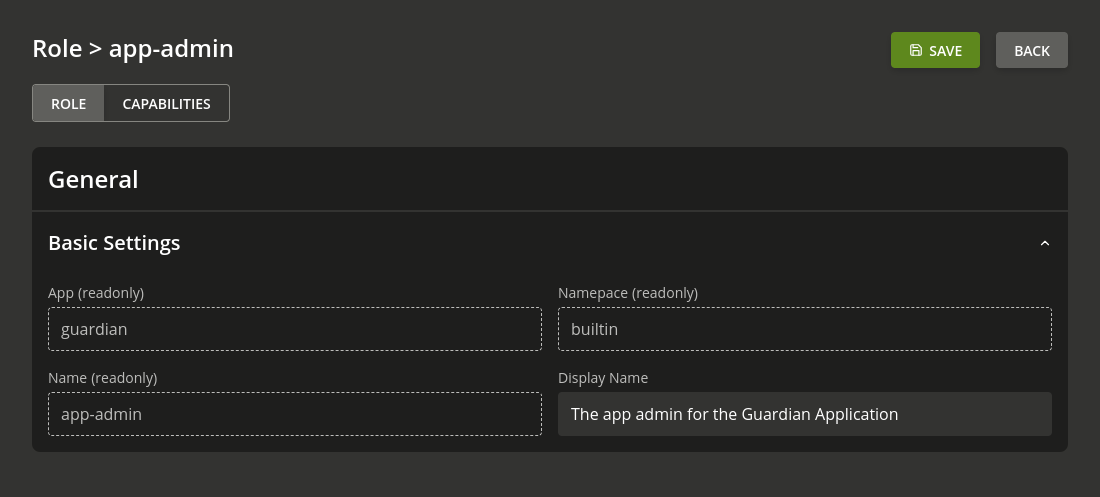 Role > app-admin
SAVE
BACK
ROLE
CAPABILITIES
General
Basic Settings
App (readonly)
Namepace (readonly)
guardian
builtin
Name (readonly)
Display Name
app-admin
The app admin for the Guardian Application